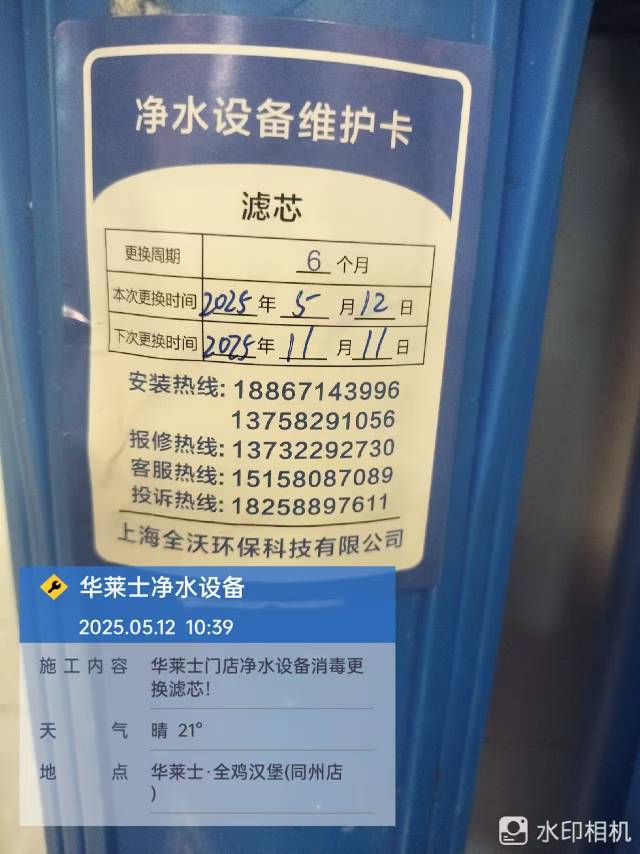 净水设备维护卡
滤芯
更换周期 6 个月
本次更换时间 2025 年 5 月 12 日
下次更换时间 2025 年 11 月 11 日
安装热线: 18867143996
13758291056
报修热线: 13732292730
客服热线: 15158087089
投诉热线: 18258897611
上海全沃环保科技有限公司
华莱士净水设备
2025.05.12 10:39
施工内容 华莱士门店净水设备消毒更
换滤芯!
天气 晴 21°
地点 华莱士·全鸡汉堡(同州店
)
水印相机